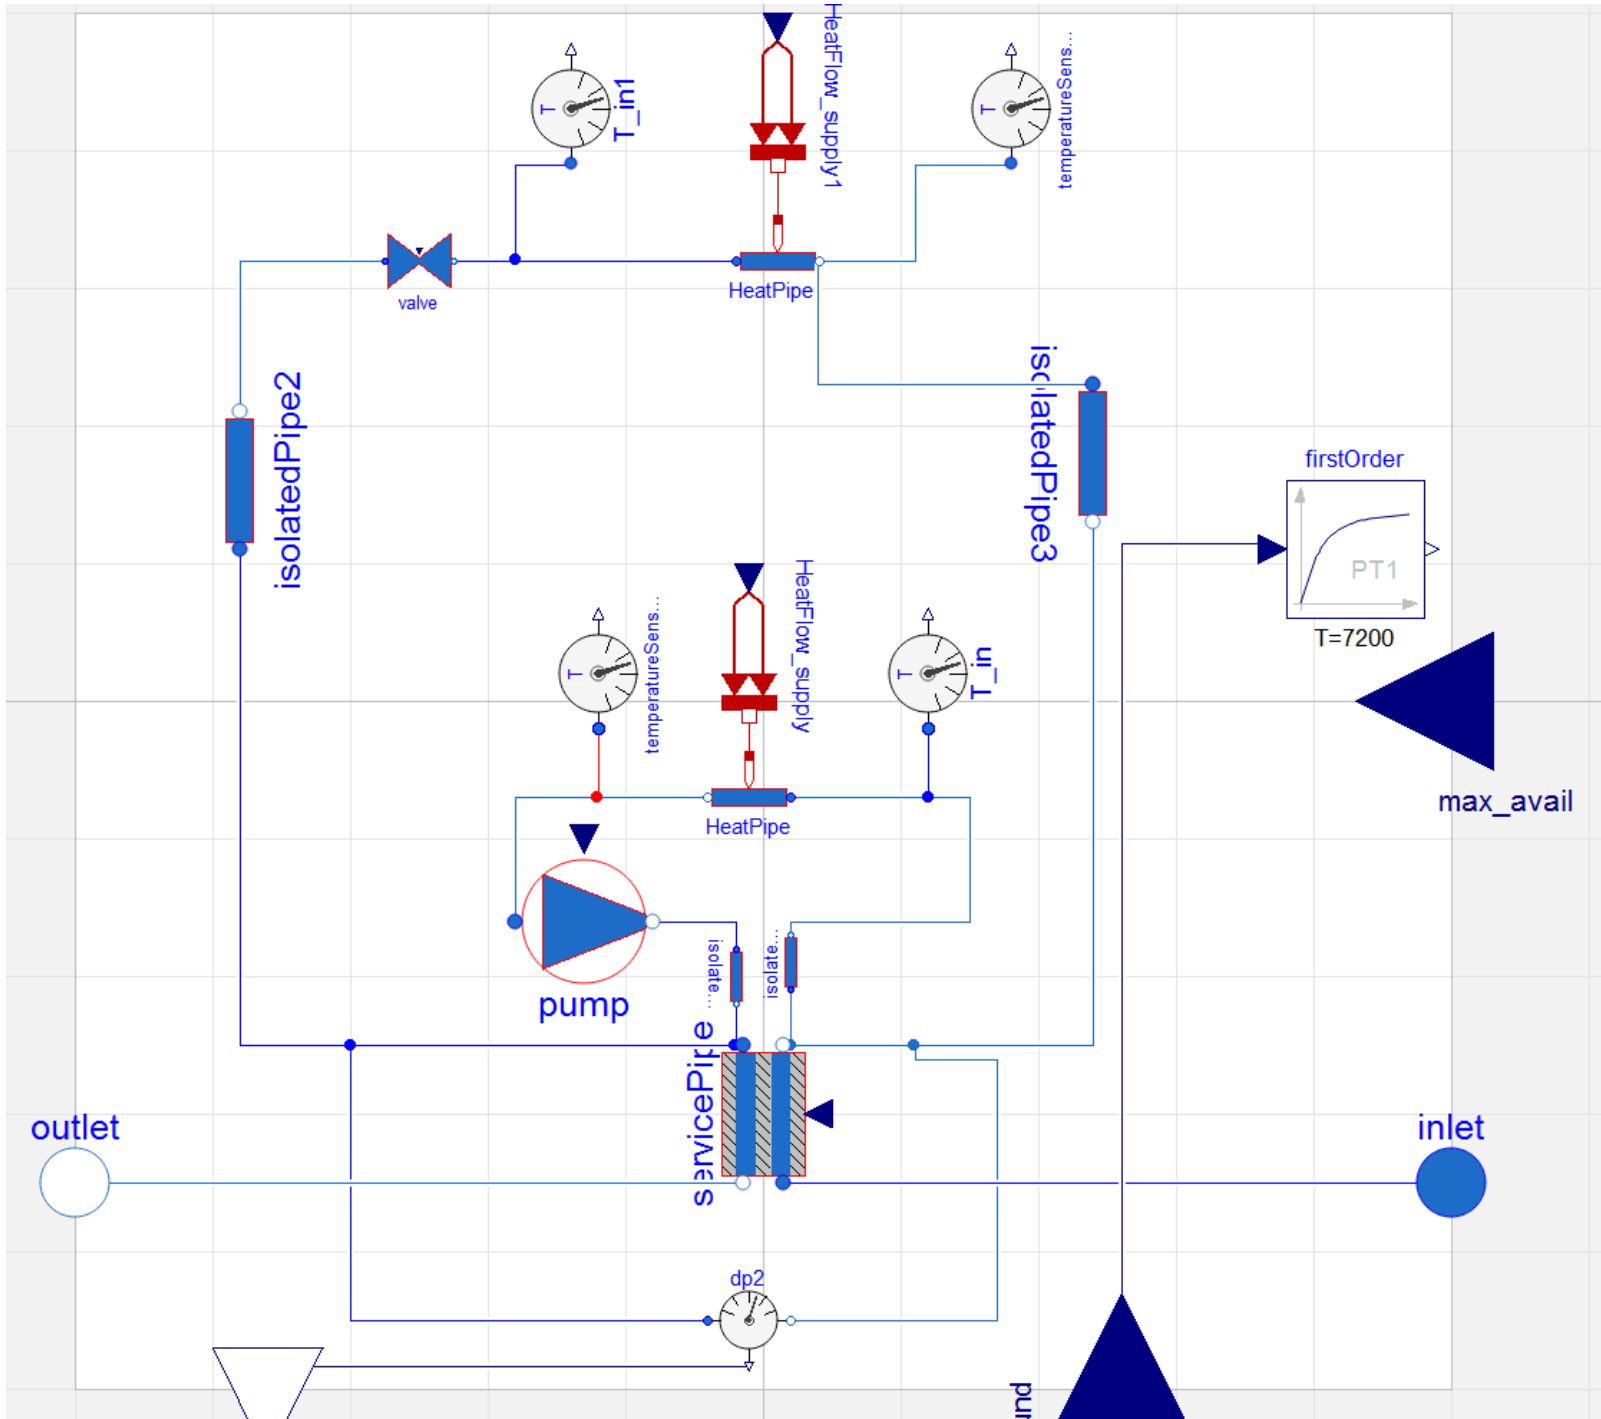 HeatFlow_supply1
T
T_in1
T
temperatureSens...
valve
HeatPipe
isolatedPipe2
isolatedPipe3
firstOrder
PT1
T=7200
HeatFlow_supply
T
temperatureSens...
T
T_in
max_avail
HeatPipe
pump
isolate...
isolate...
servicePipe
outlet
inlet
dp2
und